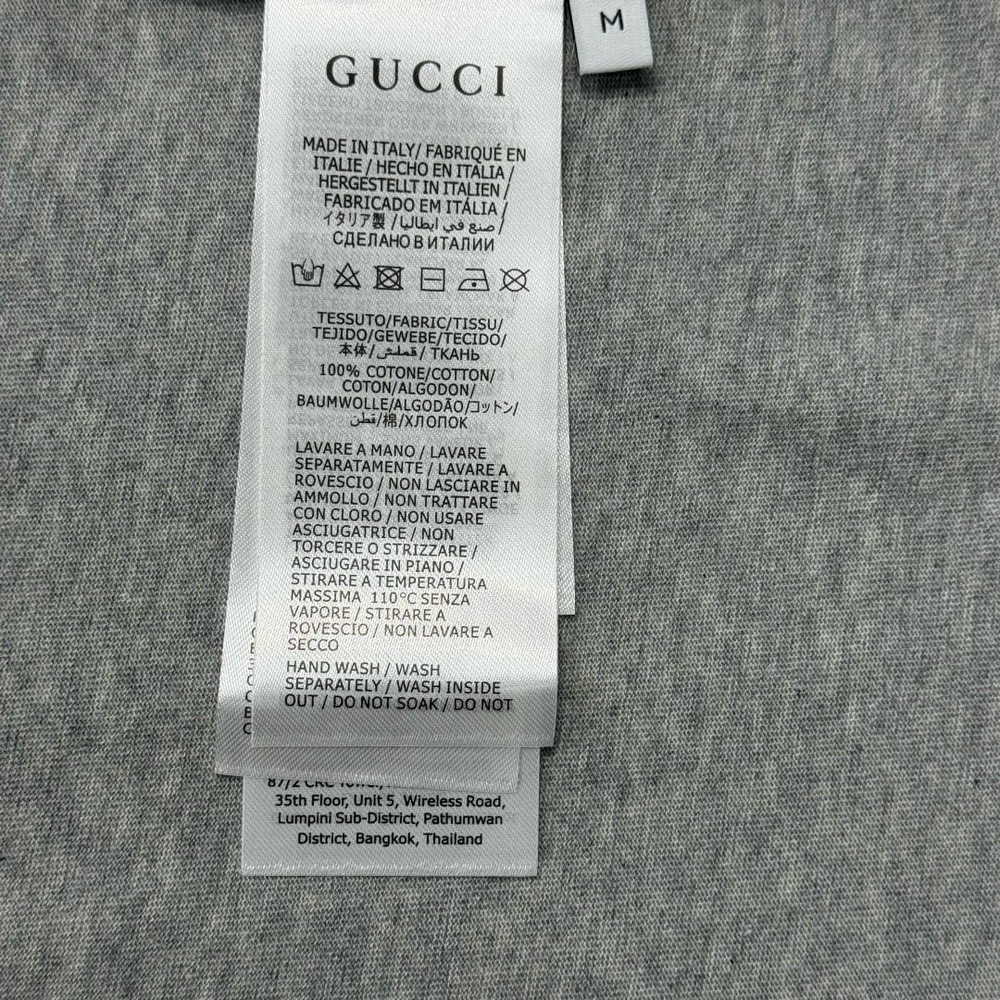 M
GUCCI
MADE IN ITALY/ FABRIQUÉ EN
ITALIE / HECHO EN ITALIA /
HERGESTELLT IN ITALIEN /
FABRICADO EM ITÁLIA /
イタリア製 / صنع في ايطاليا /
СДЕЛАНО В ИТАЛИИ
TESSUTO/FABRIC/TISSU/
TEJIDO/GEWEBE/TECIDO/
本体/قملش/ ТКАНЬ
100% COTONE/COTTON/
COTON/ALGODON/
BAUMWOLLE/ALGODÃO/コットン/
قطن/棉/ХЛОПОК
LAVARE A MANO / LAVARE
SEPARATAMENTE / LAVARE A
ROVESCIO / NON LASCIARE IN
AMMOLLO / NON TRATTARE
CON CLORO / NON USARE
ASCIUGATRICE / NON
TORCERE O STRIZZARE /
ASCIUGARE IN PIANO /
STIRARE A TEMPERATURA
MASSIMA 110°C SENZA
VAPORE / STIRARE A
ROVESCIO / NON LAVARE A
SECCO
HAND WASH / WASH
SEPARATELY / WASH INSIDE
OUT / DO NOT SOAK / DO NOT
87/2 CRC Tower,
35th Floor, Unit 5, Wireless Road,
Lumpini Sub-District, Pathumwan
District, Bangkok, Thailand